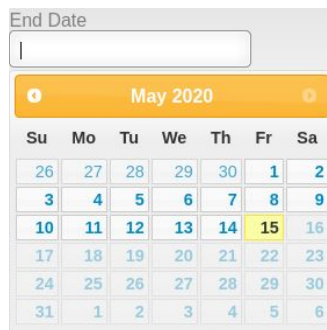 End Date
May 2020
Su Mo Tu We Th Fr Sa
26 27 28 29 30 1 2
3 4 5 6 7 8 9
10 11 12 13 14 15 16
17 18 19 20 21 22 23
24 25 26 27 28 29 30
31 1 2 3 4 5 6